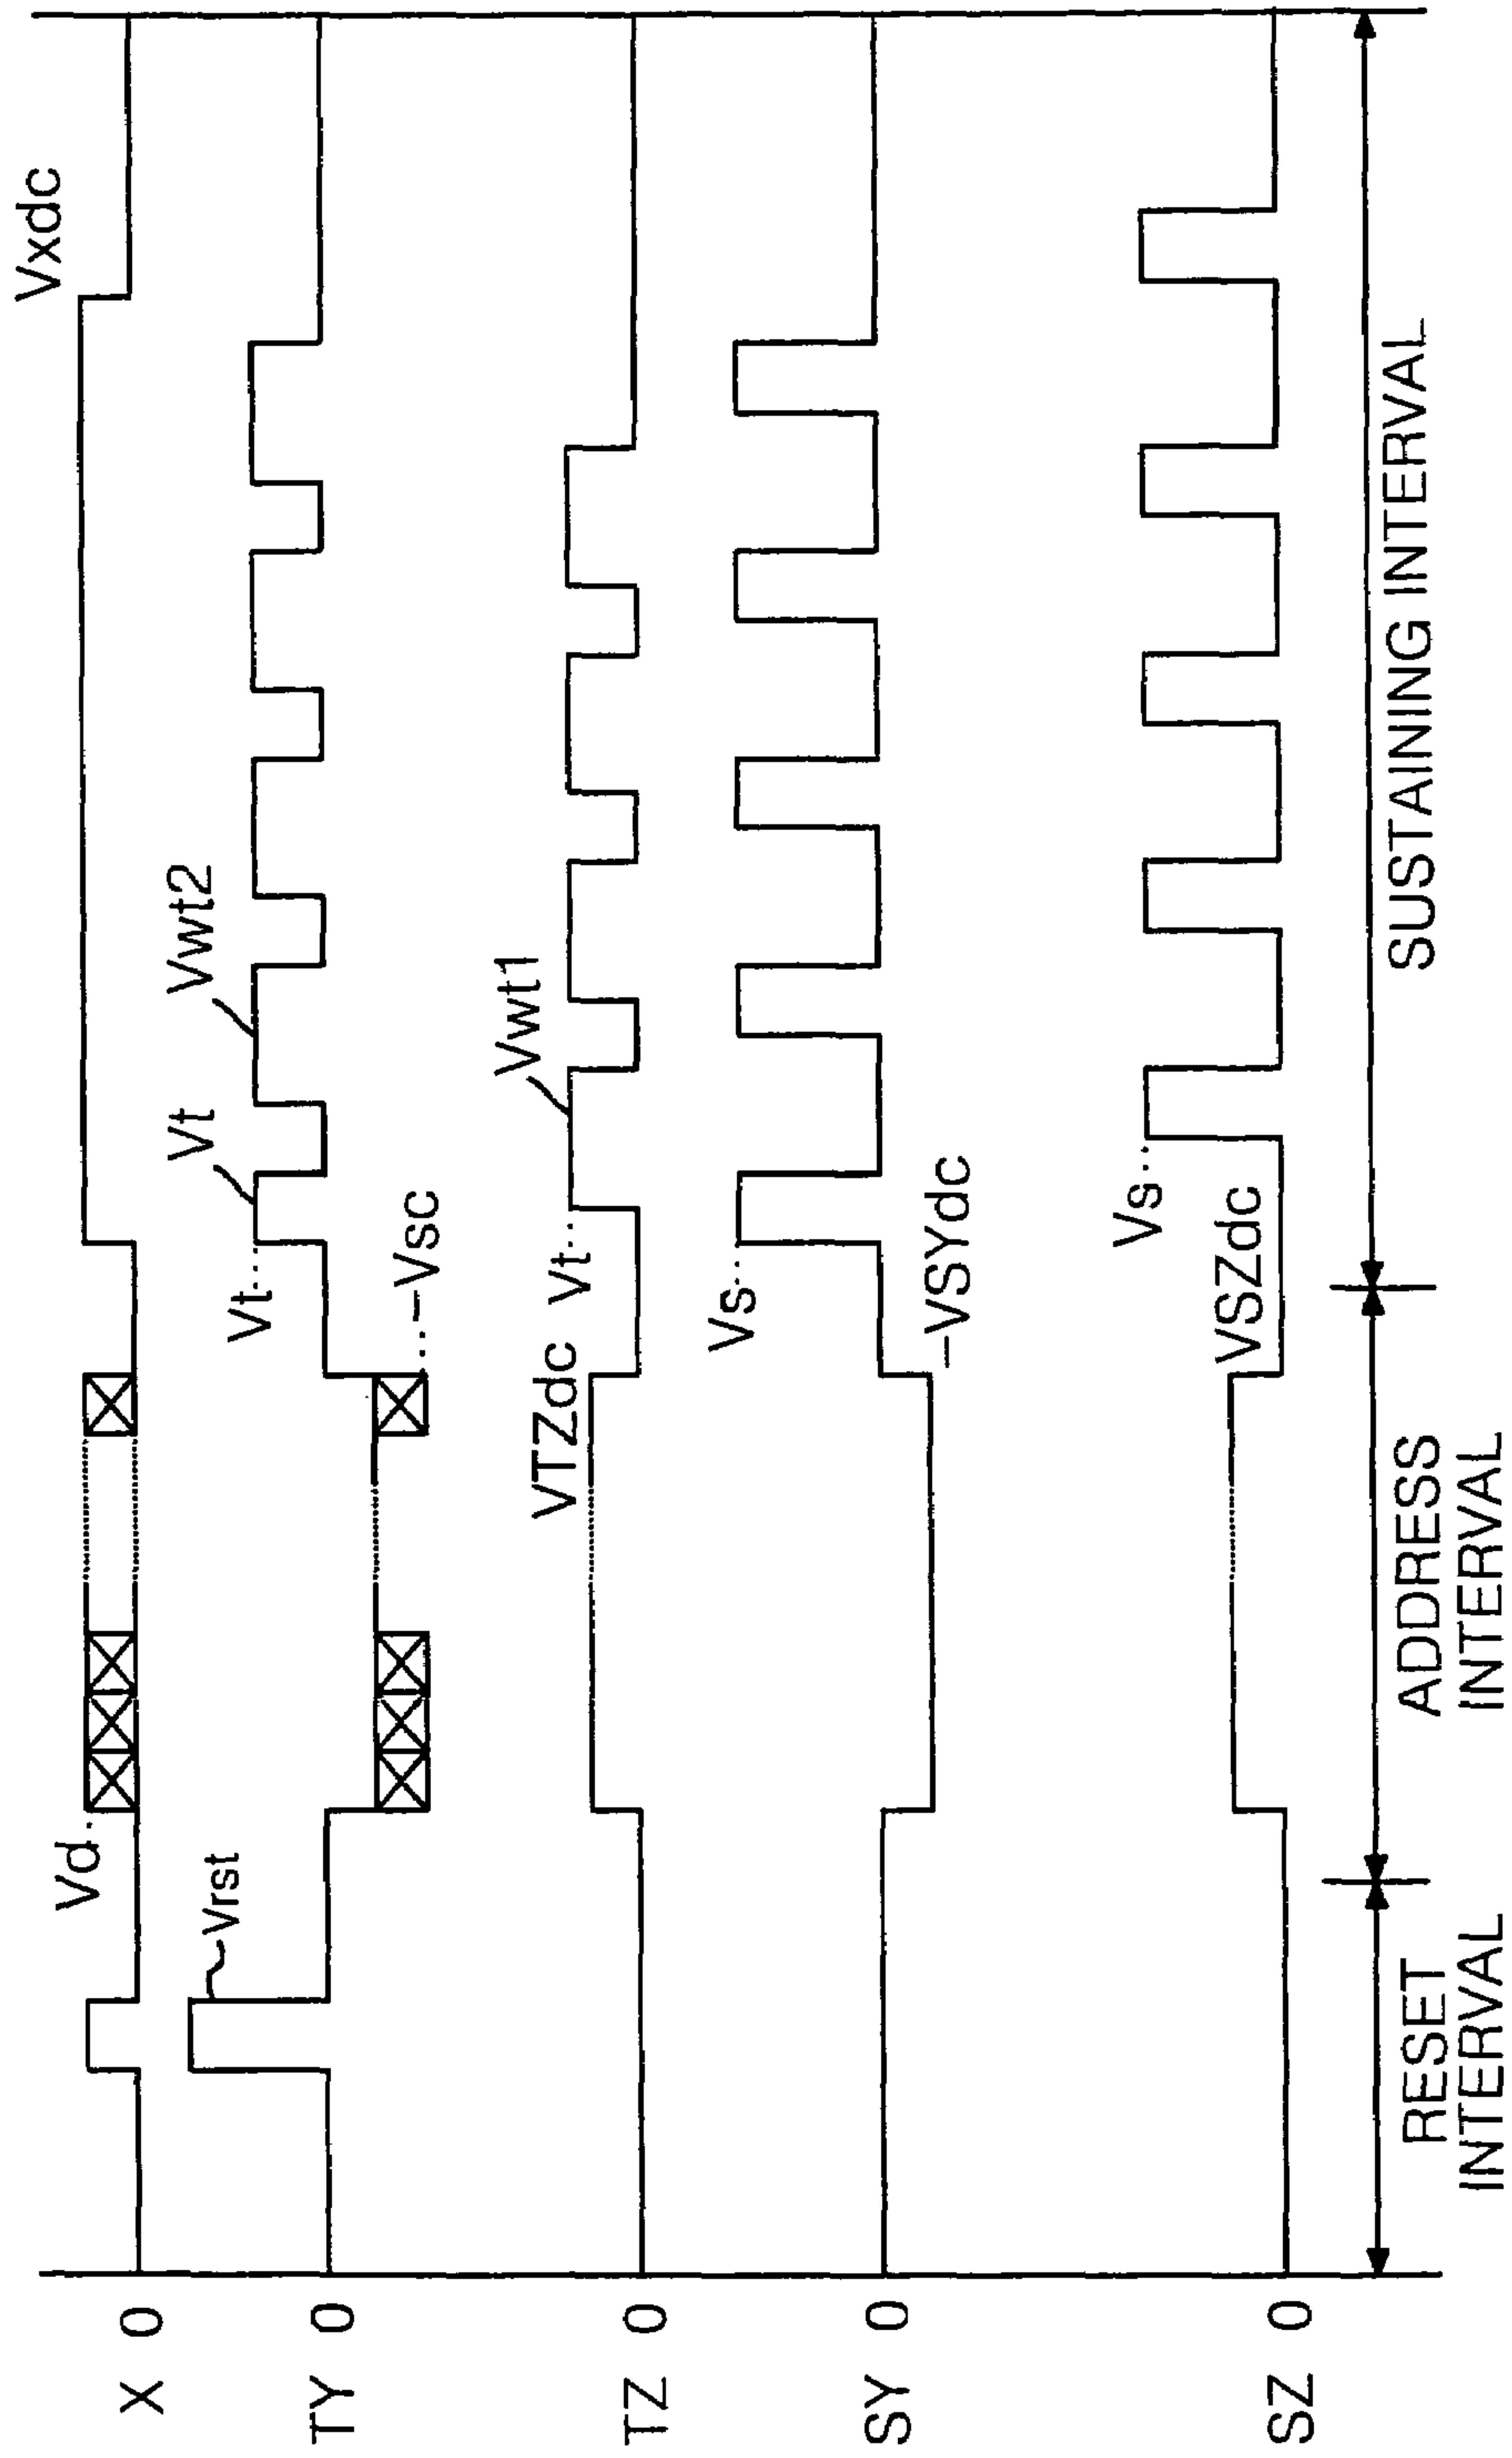 X 0
Vd
Vxdc
TY 0
Vrst
Vt
Vt
Vwt2
-Vsc
TZ 0
VTZdc
Vt
Vwt1
SY 0
Vs
-VSYdc
SZ 0
VSZdc
Vs
RESET
INTERVAL
ADDRESS
INTERVAL
SUSTAINING INTERVAL